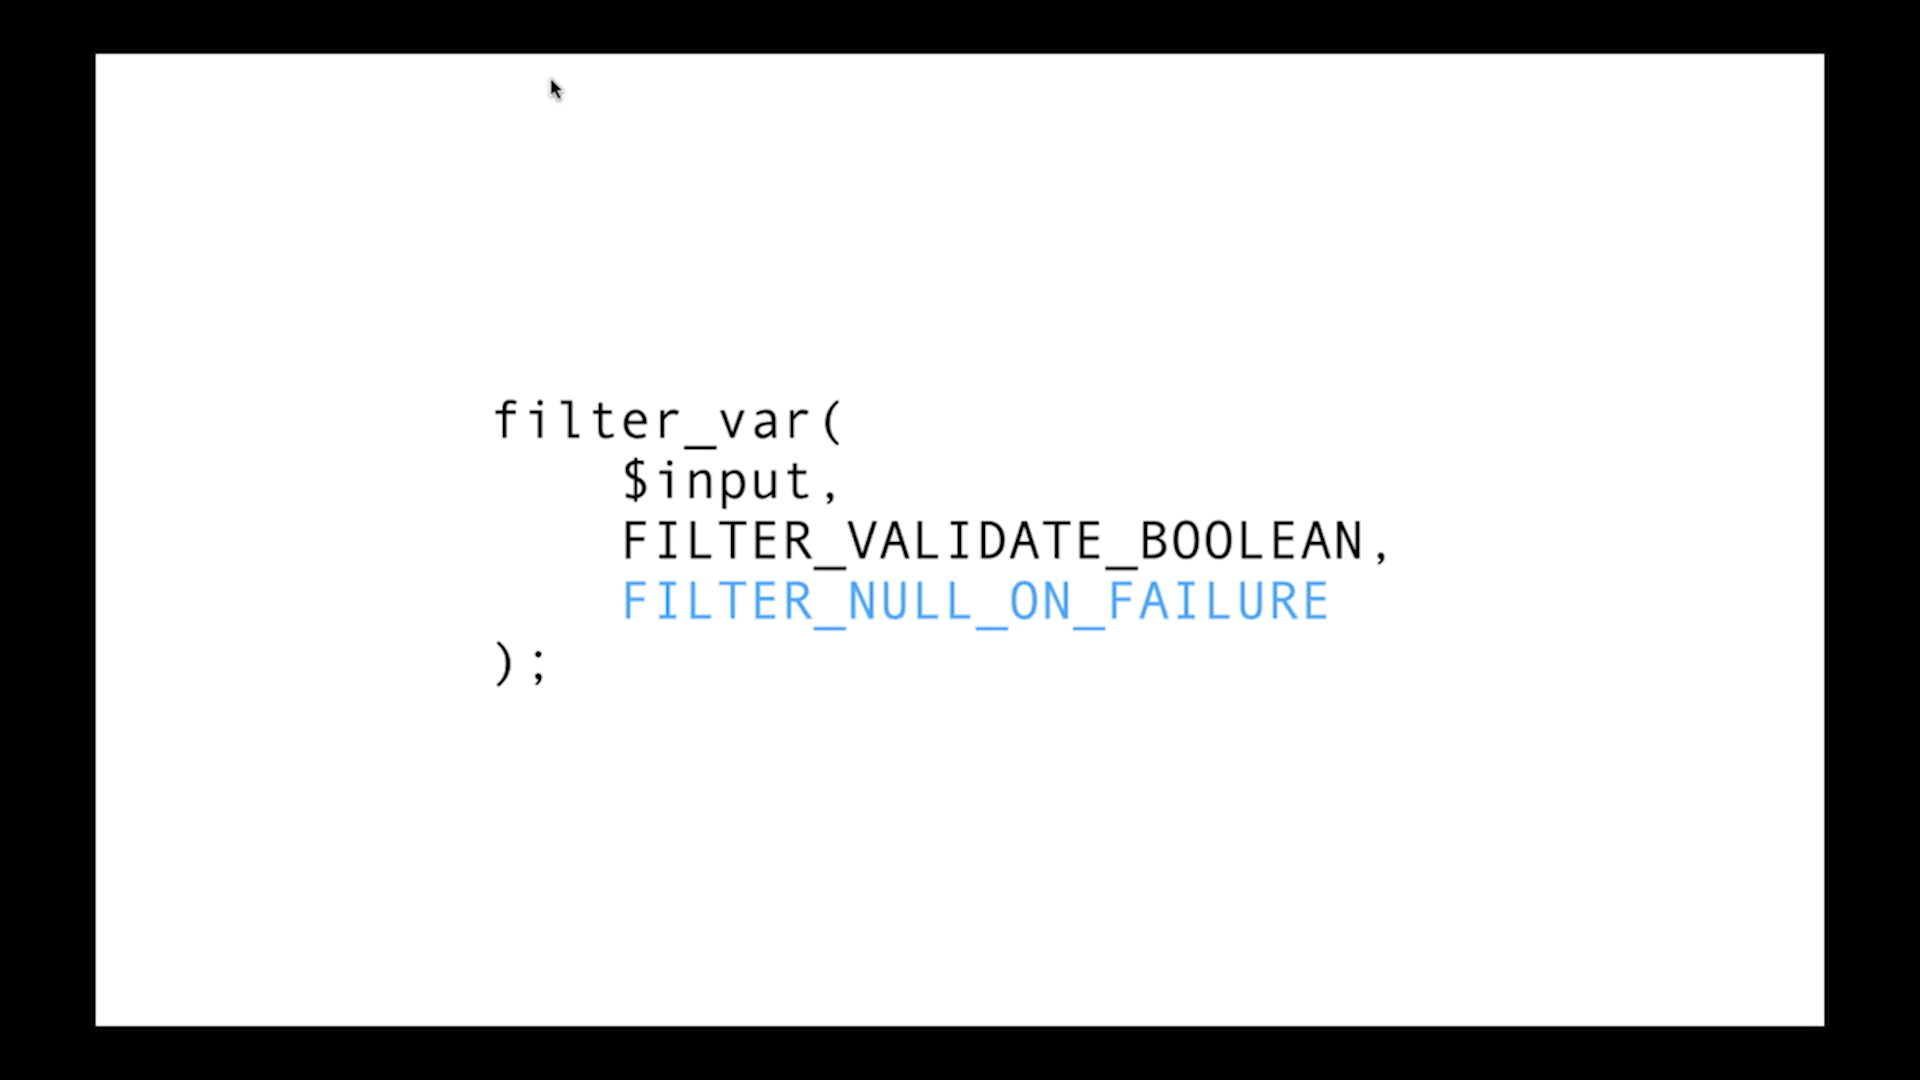 filter_var(
    $input,
    FILTER_VALIDATE_BOOLEAN,
    FILTER_NULL_ON_FAILURE
);